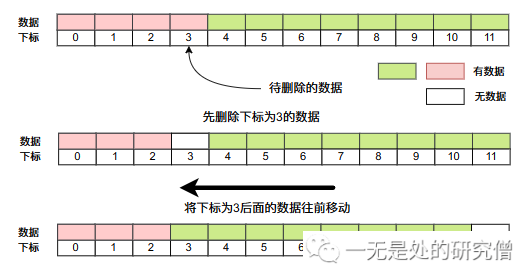 数据
下标 0 1 2 3 4 5 6 7 8 9 10 11
待删除的数据
有数据
无数据
先删除下标为3的数据
数据
下标 0 1 2 3 4 5 6 7 8 9 10 11
将下标为3后面的数据往前移动
数据
下标 0 1 2 3 4 5 6
一无是处的研究僧